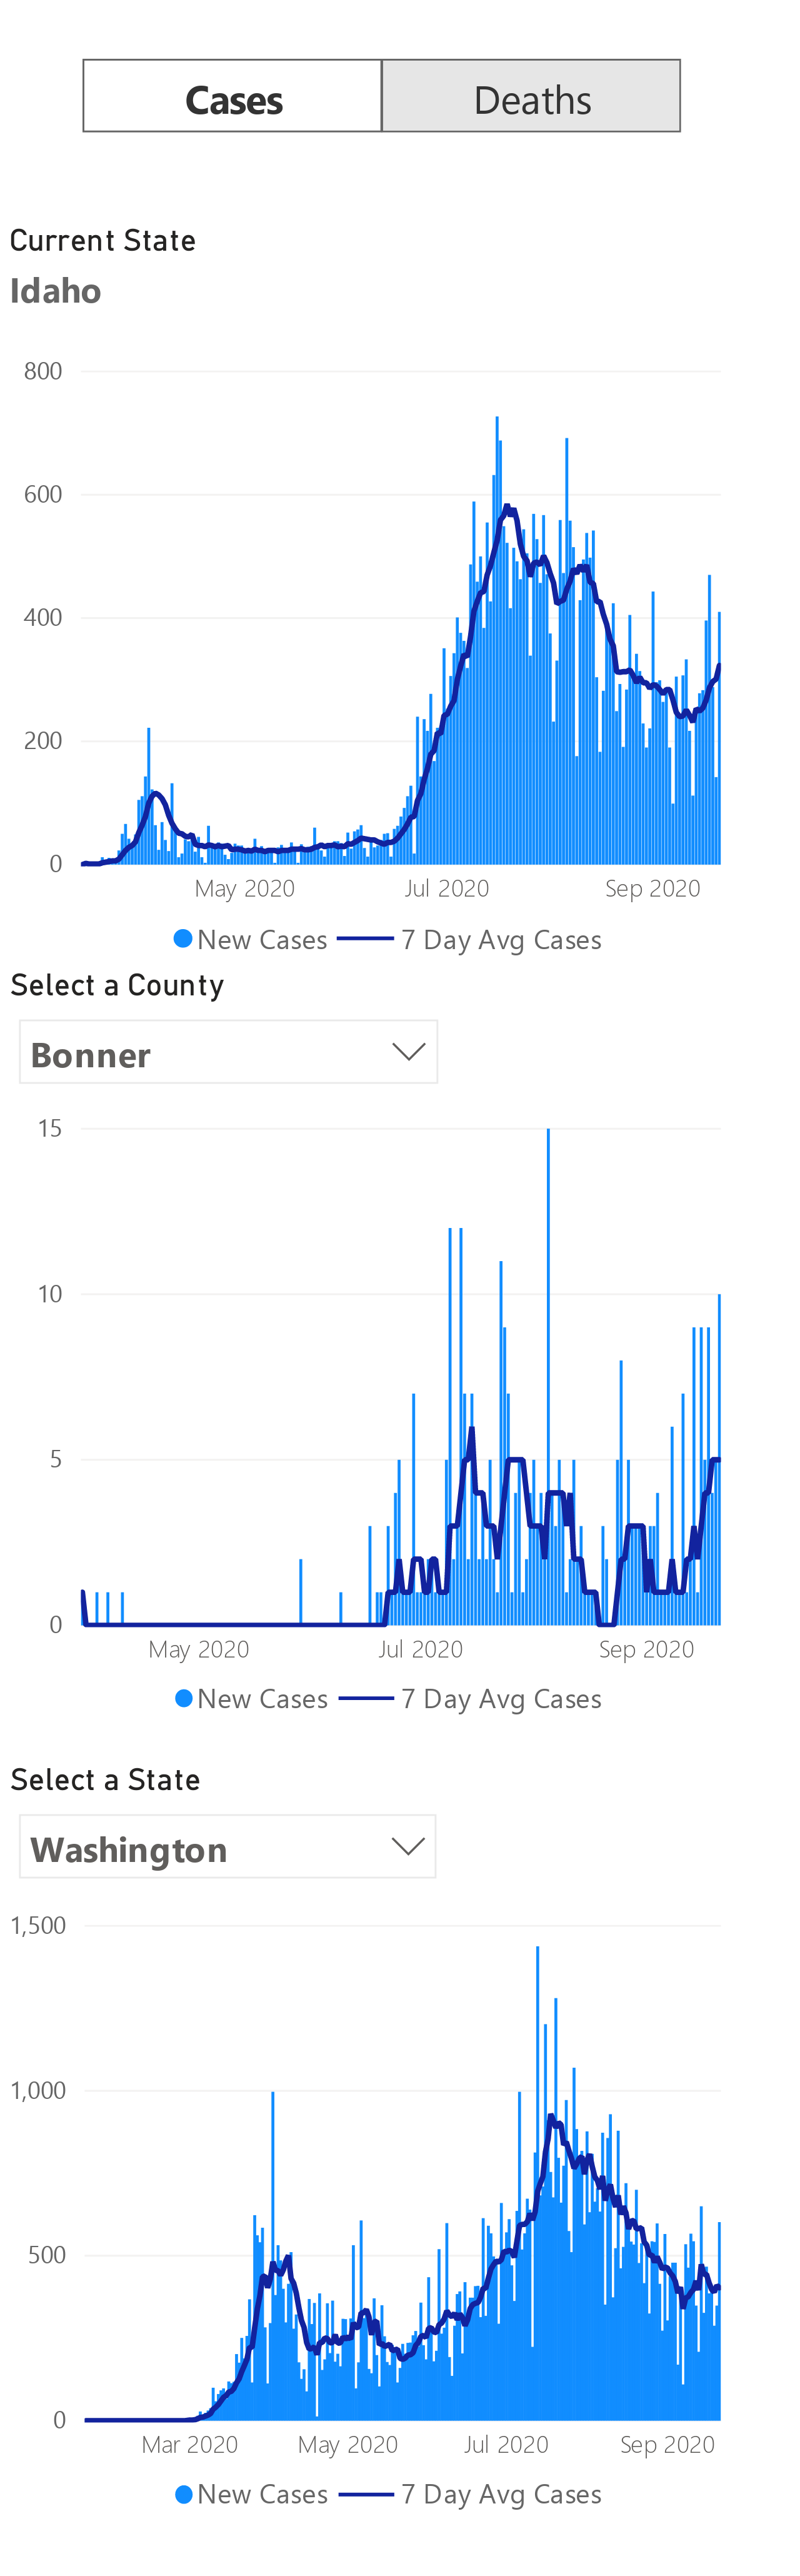 Cases Deaths
Current State
Idaho
800
600
400
200
0
May 2020 Jul 2020 Sep 2020
New Cases 7 Day Avg Cases
Select a County
Bonner
15
10
5
0
May 2020 Jul 2020 Sep 2020
New Cases 7 Day Avg Cases
Select a State
Washington
1,500
1,000
500
0
Mar 2020 May 2020 Jul 2020 Sep 2020
New Cases 7 Day Avg Cases